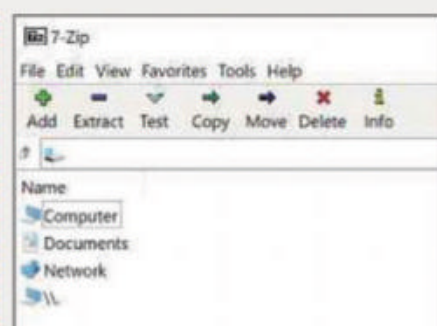 7-Zip
File Edit View Favorites Tools Help
Add Extract Test Copy Move Delete Info
Name
Computer
Documents
Network
\\.